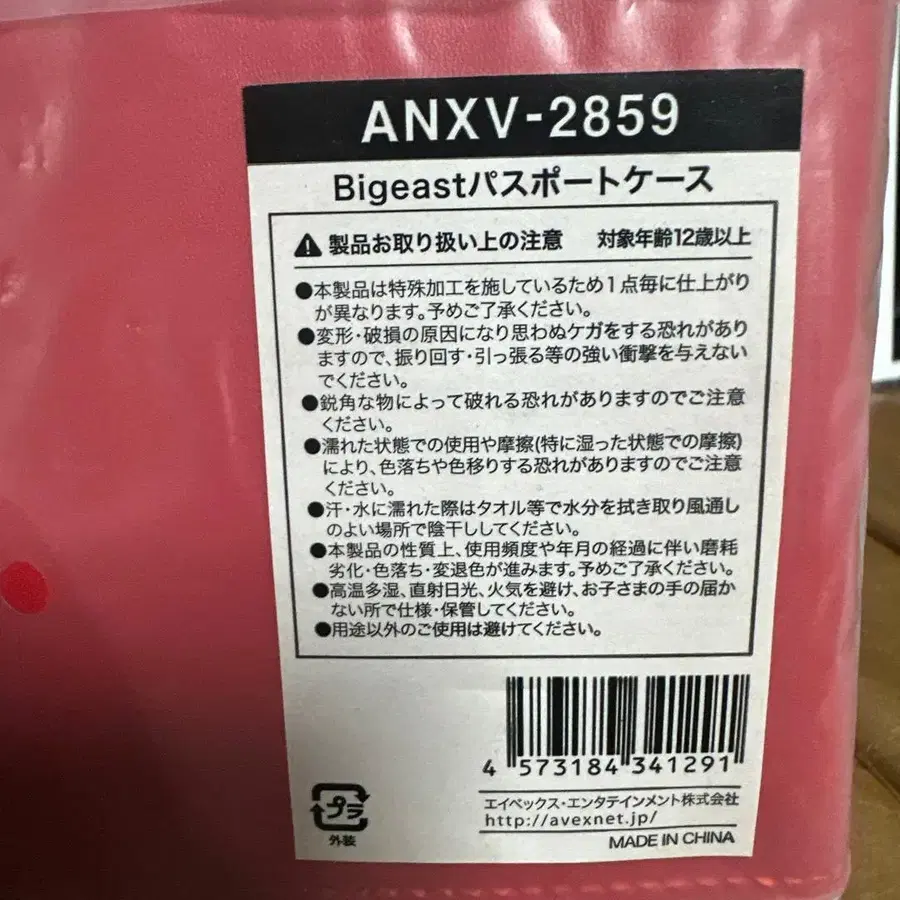 ANXV-2859
Bigeastパスポートケース
製品お取り扱い上の注意　対象年齢12歳以上
●本製品は特殊加工を施しているため1点毎に仕上がり
が異なります。予めご了承ください。
●変形・破損の原因になり思わぬケガをする恐れがあり
ますので、振り回す・引っ張る等の強い衝撃を与えない
でください。
●鋭角な物によって破れる恐れがありますのでご注意
ください。
●濡れた状態での使用や摩擦(特に湿った状態での摩擦)
により、色落ちや色移りする恐れがありますのでご注意
ください。
●汗・水に濡れた際はタオル等で水分を拭き取り風通し
のよい場所で陰干ししてください。
●本製品の性質上、使用頻度や年月の経過に伴い磨耗
劣化・色落ち・変退色が進みます。予めご了承ください。
●高温多湿、直射日光、火気を避け、お子さまの手の届か
ない所で仕様・保管してください。
●用途以外のご使用は避けてください。
4 573184 341291
エイベックス・エンタテインメント株式会社
http://avexnet.jp/
MADE IN CHINA
プラ
外装